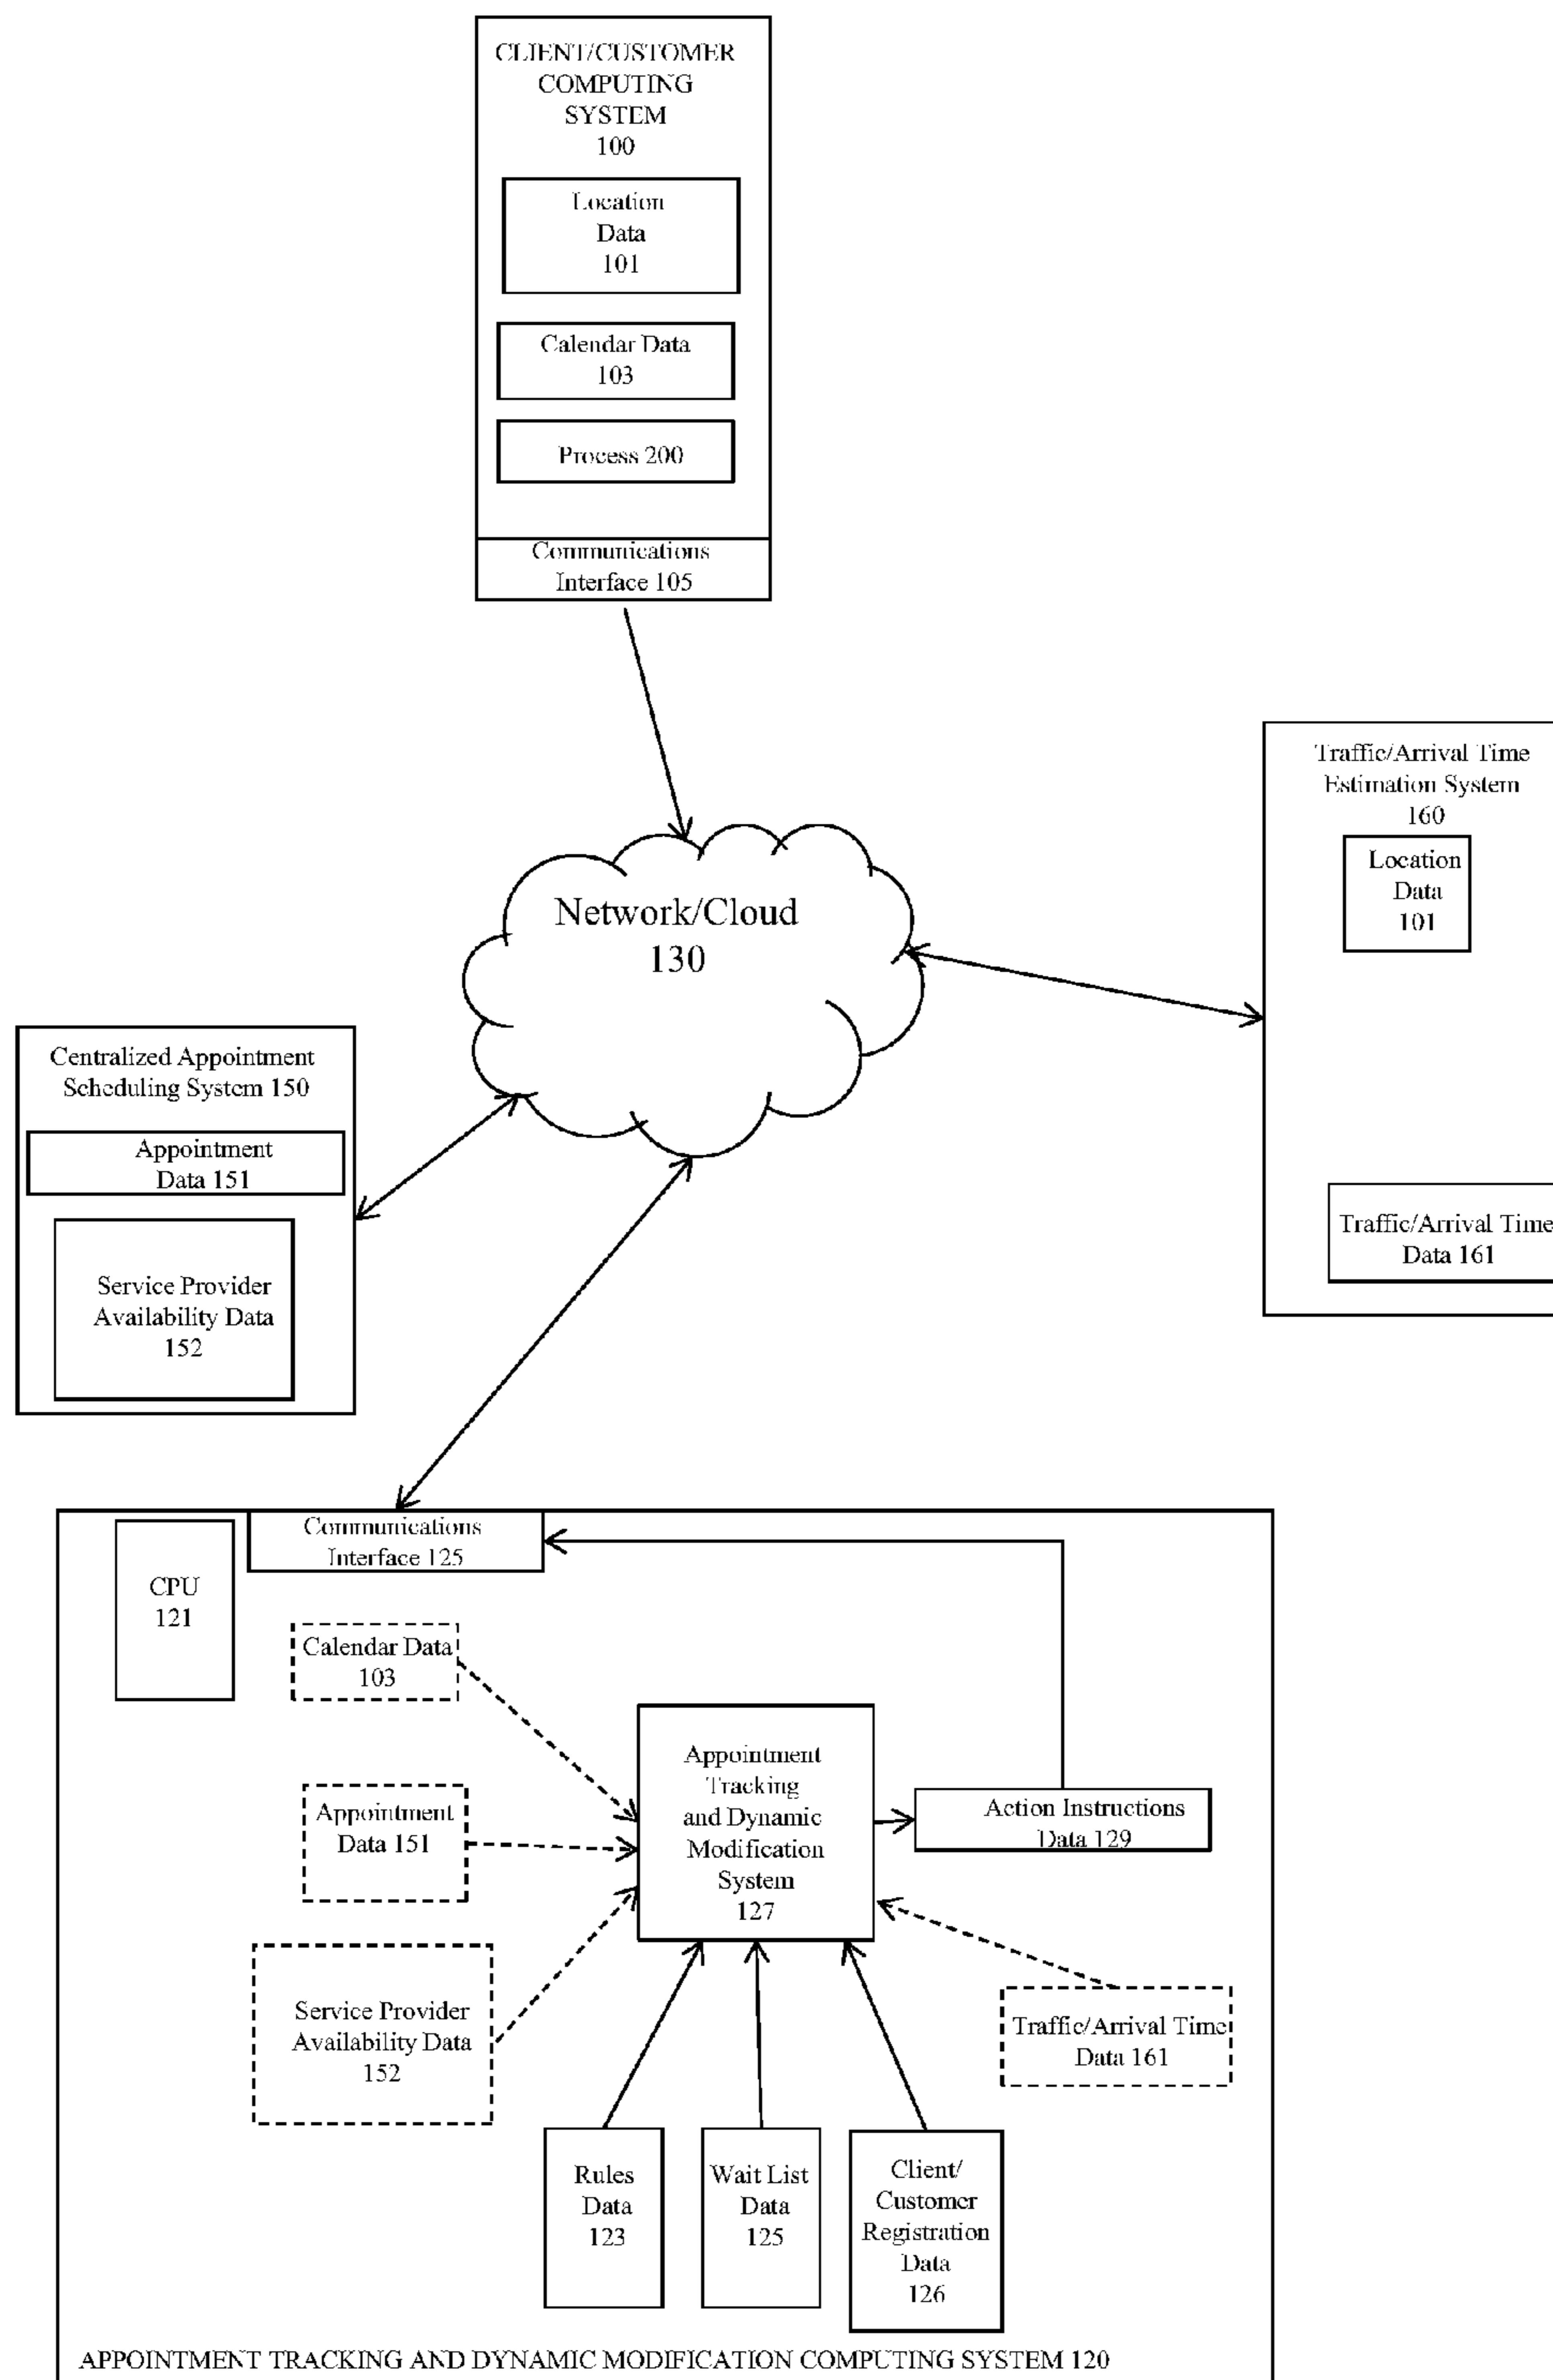 CLIENT/CUSTOMER
COMPUTING
SYSTEM
100
Location
Data
101
Calendar Data
103
Process 200
Communications
Interface 105
Network/Cloud
130
Traffic/Arrival Time
Estimation System
160
Location
Data
101
Traffic/Arrival Time
Data 161
Centralized Appointment
Scheduling System 150
Appointment
Data 151
Service Provider
Availability Data
152
Communications
Interface 125
CPU
121
Calendar Data
103
Appointment
Data 151
Service Provider
Availability Data
152
Appointment
Tracking
and Dynamic
Modification
System
127
Action Instructions
Data 129
Traffic/Arrival Time
Data 161
Rules
Data
123
Wait List
Data
125
Client/
Customer
Registration
Data
126
APPOINTMENT TRACKING AND DYNAMIC MODIFICATION COMPUTING SYSTEM 120